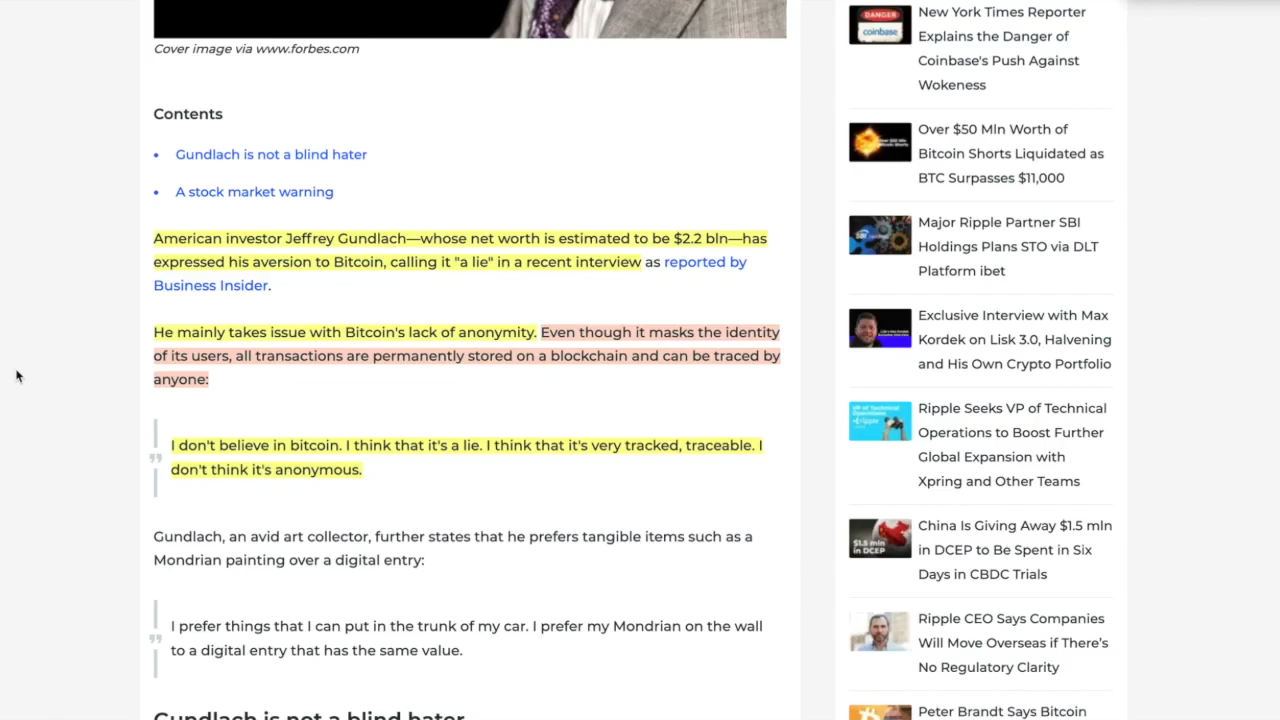 Cover image via www.forbes.com
Contents
• Gundlach is not a blind hater
• A stock market warning
American investor Jeffrey Gundlach—whose net worth is estimated to be $2.2 bln—has
expressed his aversion to Bitcoin, calling it "a lie" in a recent interview as reported by
Business Insider.
He mainly takes issue with Bitcoin's lack of anonymity. Even though it masks the identity
of its users, all transactions are permanently stored on a blockchain and can be traced by
anyone:
I don't believe in bitcoin. I think that it's a lie. I think that it's very tracked, traceable. I
don't think it's anonymous.
Gundlach, an avid art collector, further states that he prefers tangible items such as a
Mondrian painting over a digital entry:
I prefer things that I can put in the trunk of my car. I prefer my Mondrian on the wall
to a digital entry that has the same value.
Gundlach is not a blind hater
DANGER
coinbase
New York Times Reporter
Explains the Danger of
Coinbase's Push Against
Wokeness
Over $50 Mln Worth of
Bitcoin Shorts Liquidated as
BTC Surpasses $11,000
Major Ripple Partner SBI
Holdings Plans STO via DLT
Platform ibet
Exclusive Interview with Max
Kordek on Lisk 3.0, Halvening
and His Own Crypto Portfolio
VP of Technical
Operations
ripple
Ripple Seeks VP of Technical
Operations to Boost Further
Global Expansion with
Xpring and Other Teams
$1.5 mln
in DCEP
China Is Giving Away $1.5 mln
in DCEP to Be Spent in Six
Days in CBDC Trials
Ripple CEO Says Companies
Will Move Overseas if There's
No Regulatory Clarity
Peter Brandt Says Bitcoin